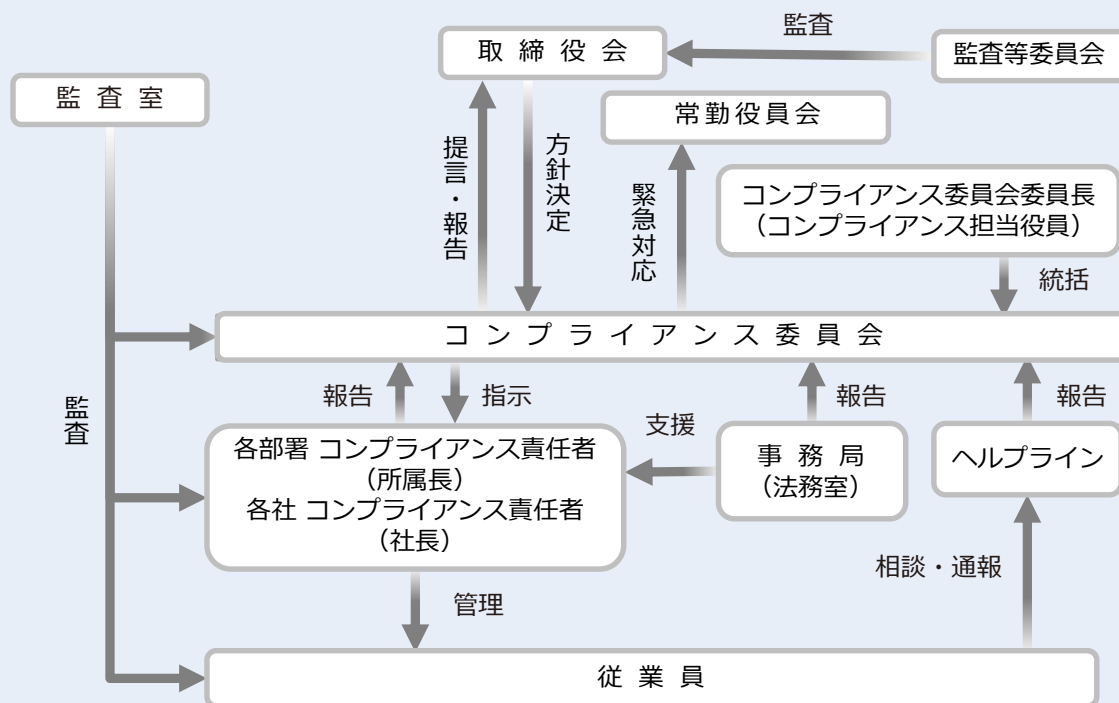 監査
取締役会
監査等委員会
監査室
常勤役員会
提言・報告
方針決定
緊急対応
コンプライアンス委員会委員長
（コンプライアンス担当役員）
統括
コンプライアンス委員会
監査
報告
指示
報告
報告
支援
各部署 コンプライアンス責任者
（所属長）
各社 コンプライアンス責任者
（社長）
事務局
（法務室）
ヘルプライン
相談・通報
管理
従業員